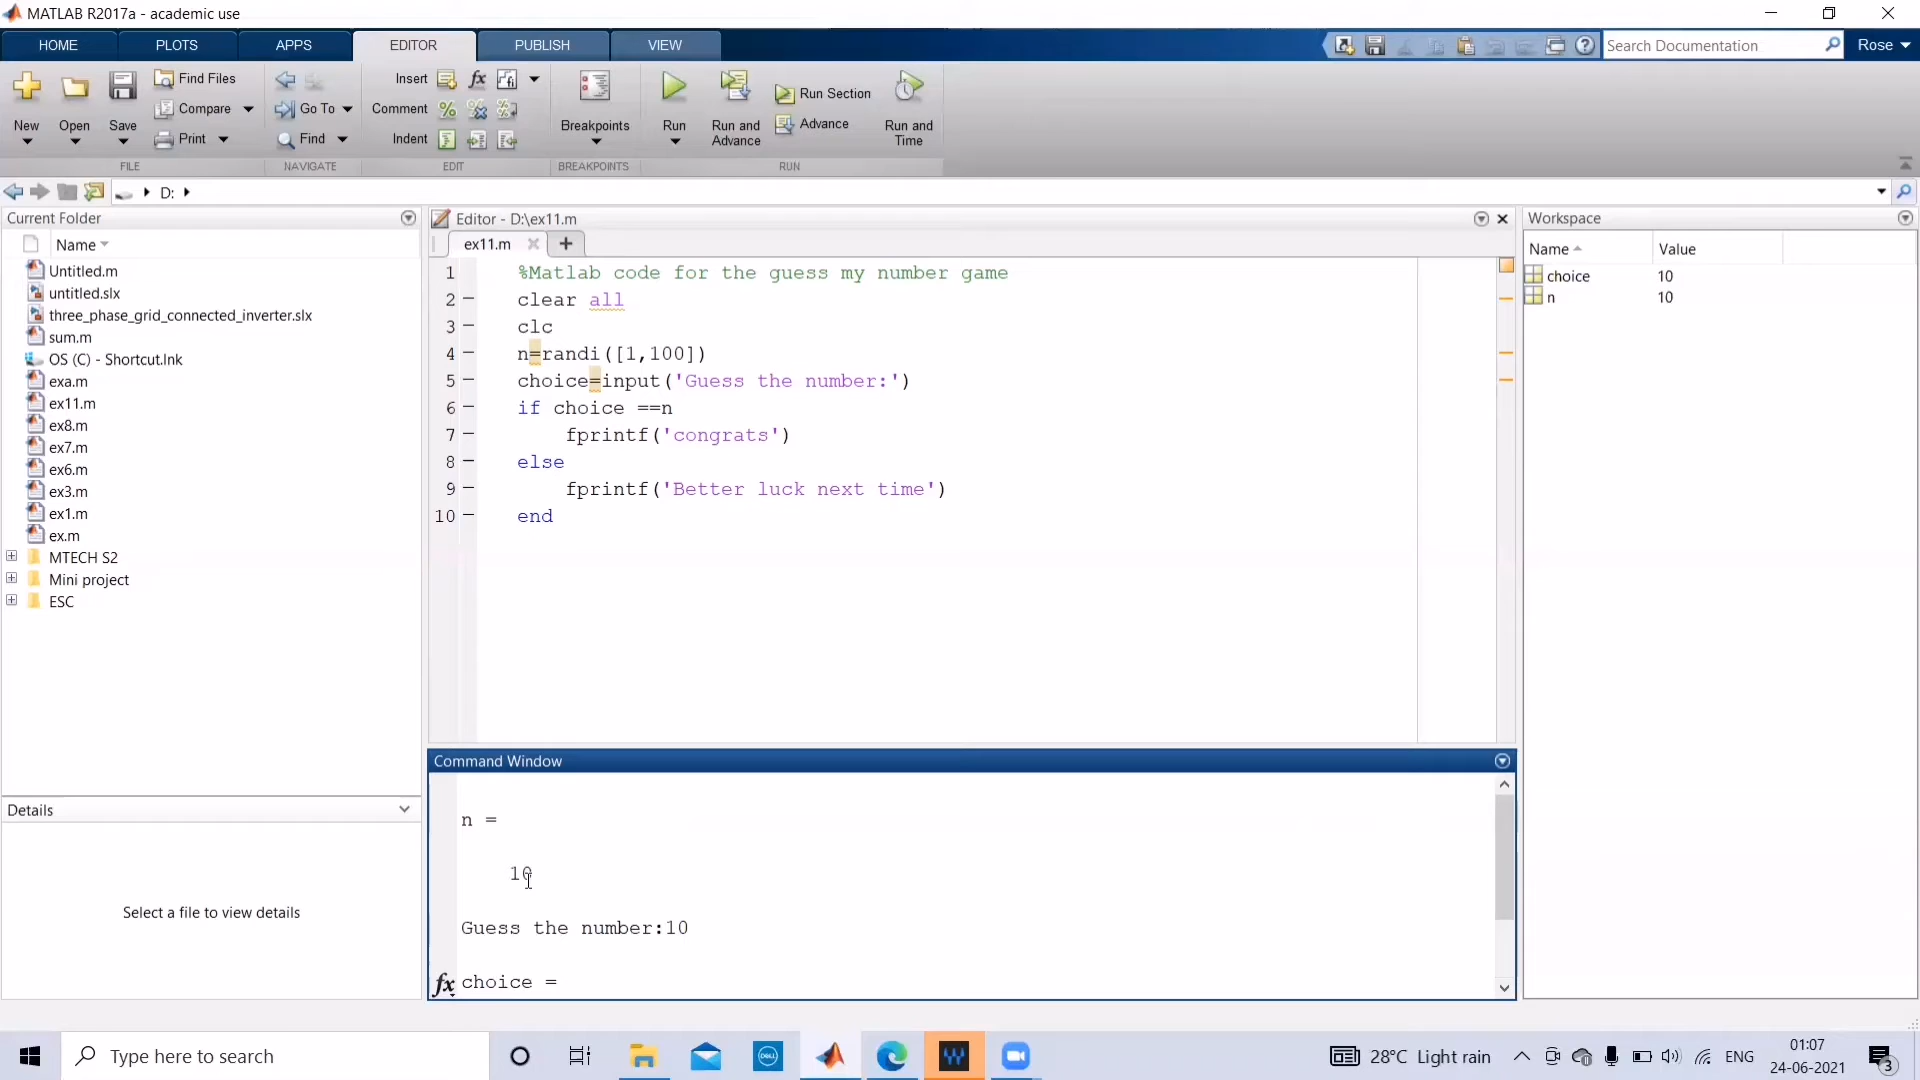 MATLAB R2017a - academic use
HOME PLOTS APPS EDITOR PUBLISH VIEW
Search Documentation Rose
New Open Save Find Files Compare Print
FILE
Go To Find
NAVIGATE
Insert fx
Comment
Indent
EDIT
Breakpoints
BREAKPOINTS
Run Run and Advance Run Section Advance Run and Time
RUN
D:
Current Folder
Name
Untitled.m
untitled.slx
three_phase_grid_connected_inverter.slx
sum.m
OS (C) - Shortcut.lnk
exa.m
ex11.m
ex8.m
ex7.m
ex6.m
ex3.m
ex1.m
ex.m
MTECH S2
Mini project
ESC
Details
Select a file to view details
Editor - D:\ex11.m
ex11.m
1 %Matlab code for the guess my number game
2 clear all
3 clc
4 n=randi([1,100])
5 choice=input('Guess the number:')
6 if choice ==n
7 fprintf('congrats')
8 else
9 fprintf('Better luck next time')
10 end
Command Window
n =
10
Guess the number:10
fx choice =
Workspace
Name Value
choice 10
n 10
Type here to search
DELL
W
28°C Light rain
ENG
01:07
24-06-2021
3